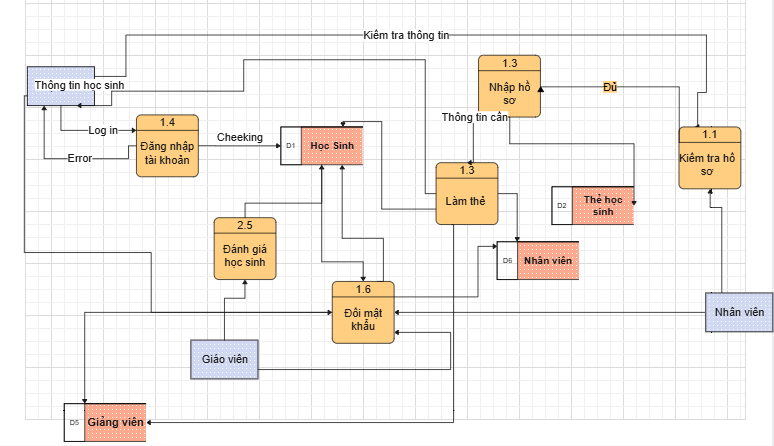 Kiểm tra thông tin
1.3
Nhập hồ
sơ
Thông tin học sinh
Đủ
Thông tin cần
1.4
Đăng nhập
tài khoản
Log in
Error
Cheeking
D1
Học Sinh
1.1
Kiểm tra hồ
sơ
1.3
Làm thẻ
D2
Thẻ học
sinh
2.5
Đánh giá
học sinh
D6
Nhân viên
1.6
Đổi mật
khẩu
Nhân viên
Giáo viên
D5
Giảng viên